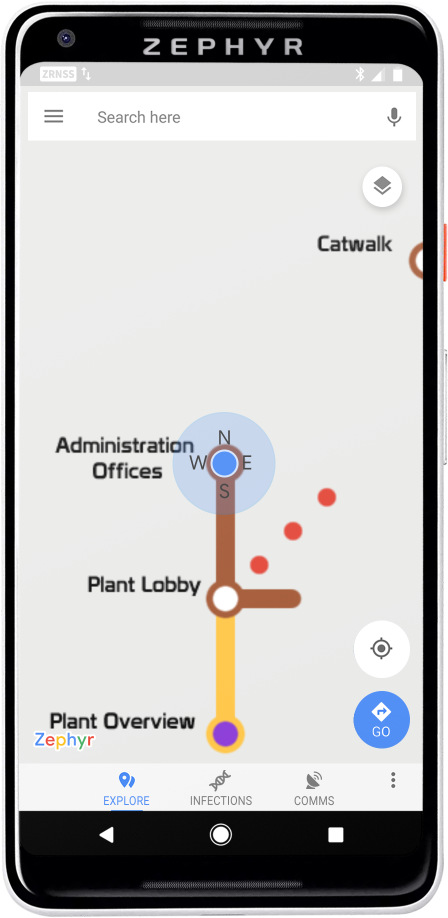 ZEPHYR
ZRNSS
Search here
Catwalk
N
Administration
W E
Offices
S
Plant Lobby
Plant Overview
Zephyr
GO
EXPLORE INFECTIONS COMMS